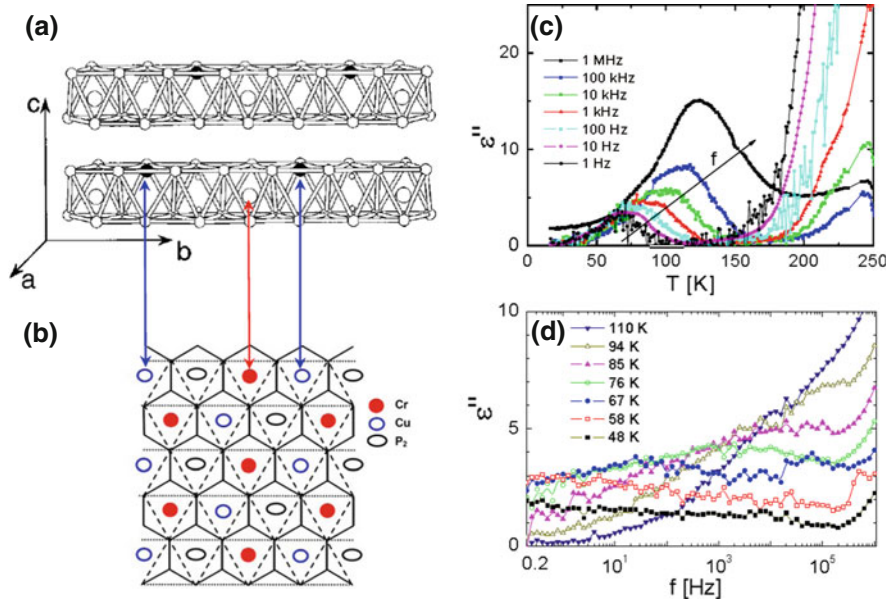 (a)
c
b
a
(b)
Cr
Cu
P₂
(c)
ε''
20
10
0
1 MHz
100 kHz
10 kHz
1 kHz
100 Hz
10 Hz
1 Hz
f
0 50 100 150 200 250
T [K]
(d)
ε''
10
5
0
110 K
94 K
85 K
76 K
67 K
58 K
48 K
0.2 10¹ 10³ 10⁵
f [Hz]